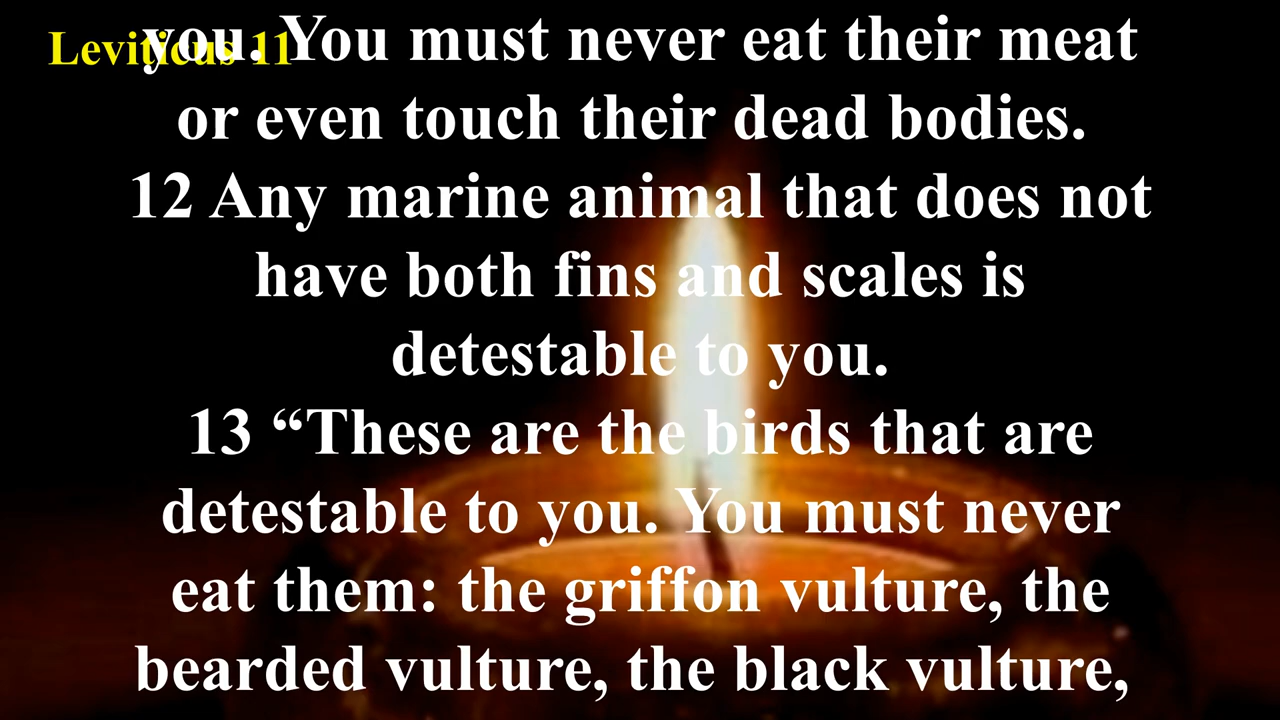 Leviticus 11
you. You must never eat their meat
or even touch their dead bodies.
12 Any marine animal that does not
have both fins and scales is
detestable to you.
13 “These are the birds that are
detestable to you. You must never
eat them: the griffon vulture, the
bearded vulture, the black vulture,